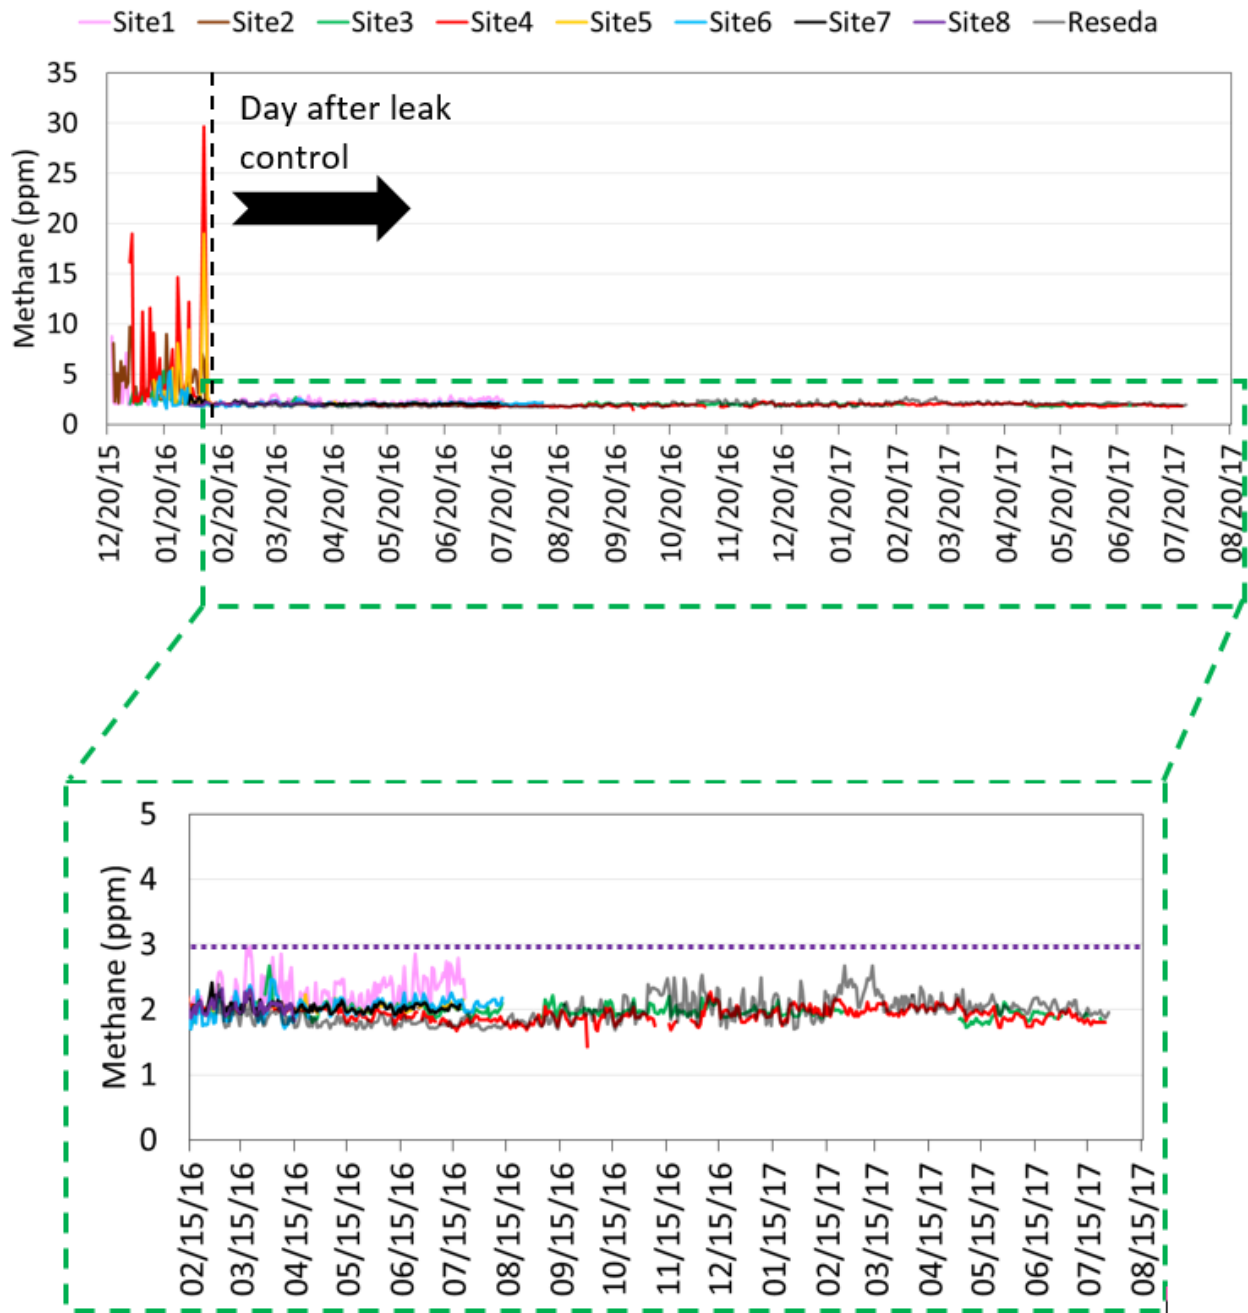 Site1 Site2 Site3 Site4 Site5 Site6 Site7 Site8 Reseda
Methane (ppm)
35
30
25
20
15
10
5
0
Day after leak
control
12/20/15 01/20/16 02/20/16 03/20/16 04/20/16 05/20/16 06/20/16 07/20/16 08/20/16 09/20/16 10/20/16 11/20/16 12/20/16 01/20/17 02/20/17 03/20/17 04/20/17 05/20/17 06/20/17 07/20/17 08/20/17
Methane (ppm)
5
4
3
2
1
0
02/15/16 03/15/16 04/15/16 05/15/16 06/15/16 07/15/16 08/15/16 09/15/16 10/15/16 11/15/16 12/15/16 01/15/17 02/15/17 03/15/17 04/15/17 05/15/17 06/15/17 07/15/17 08/15/17